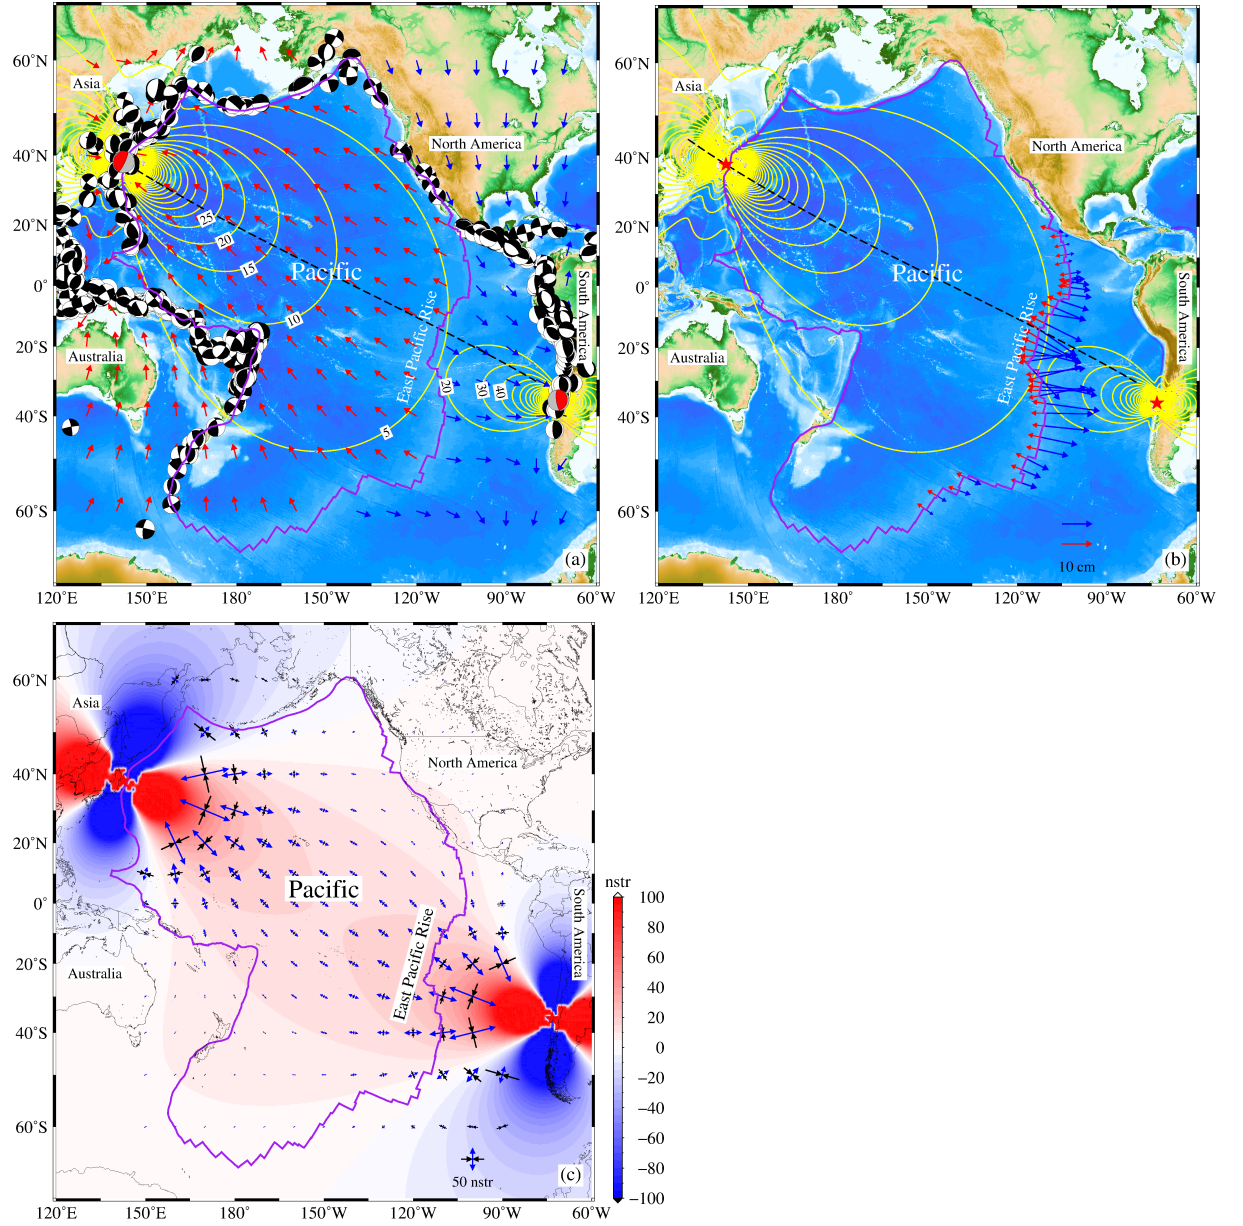 60˚N
40˚N
20˚N
0˚
20˚S
40˚S
60˚S
120˚E
150˚E
180˚
150˚W
120˚W
90˚W
60˚W
Asia
North America
Pacific
East Pacific Rise
South America
Australia
25
20
15
10
5
20
30
40
(a)
60˚N
40˚N
20˚N
0˚
20˚S
40˚S
60˚S
120˚E
150˚E
180˚
150˚W
120˚W
90˚W
60˚W
Asia
North America
Pacific
East Pacific Rise
South America
Australia
10 cm
(b)
60˚N
40˚N
20˚N
0˚
20˚S
40˚S
60˚S
120˚E
150˚E
180˚
150˚W
120˚W
90˚W
60˚W
Asia
North America
Pacific
East Pacific Rise
South America
Australia
50 nstr
(c)
nstr
100
80
60
40
20
0
−20
−40
−60
−80
−100